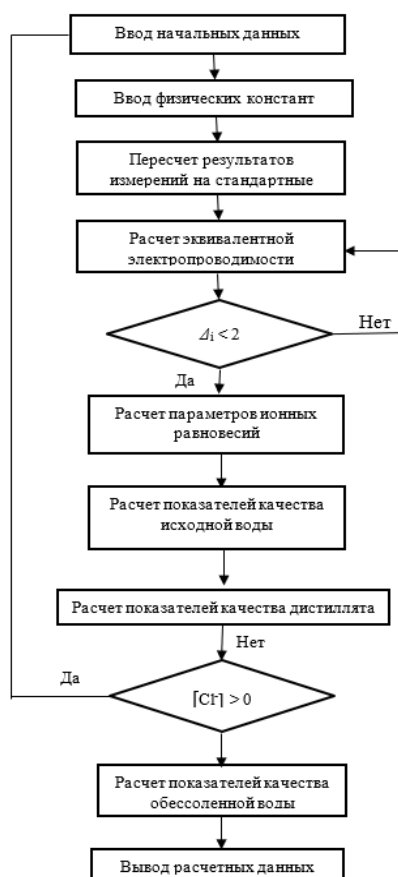 Ввод начальных данных
Ввод физических констант
Пересчет результатов
измерений на стандартные
Расчет эквивалентной
электропроводимости
Δi < 2
Нет
Да
Расчет параметров ионных
равновесий
Расчет показателей качества
исходной воды
Расчет показателей качества дистиллята
Нет
Да
⌈Cl⁻⌉ > 0
Расчет показателей качества
обессоленной воды
Вывод расчетных данных